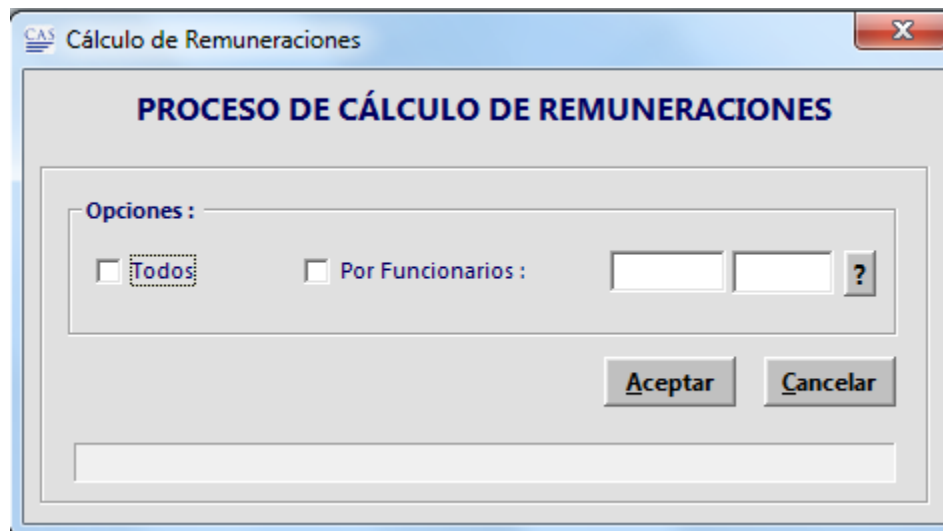 CAS Cálculo de Remuneraciones
x
PROCESO DE CÁLCULO DE REMUNERACIONES
Opciones :
Todos Por Funcionarios : ?
Aceptar Cancelar